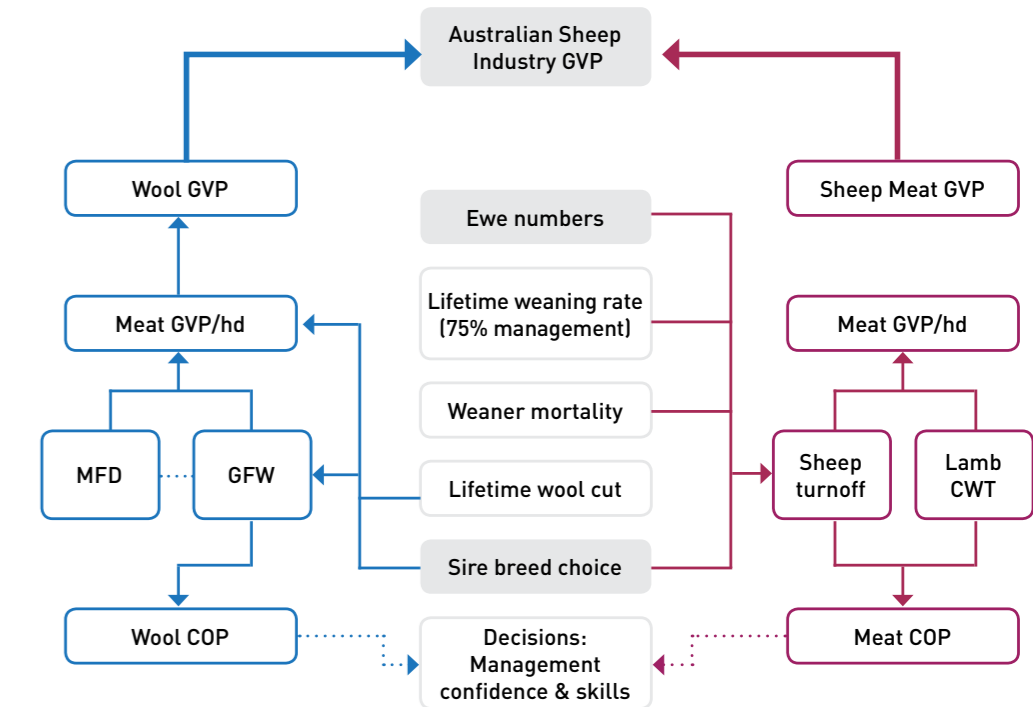 Australian Sheep
Industry GVP
Wool GVP
Sheep Meat GVP
Ewe numbers
Lifetime weaning rate
(75% management)
Meat GVP/hd
Meat GVP/hd
Weaner mortality
MFD
GFW
Sheep
turnoff
Lamb
CWT
Lifetime wool cut
Sire breed choice
Wool COP
Decisions:
Management
confidence & skills
Meat COP